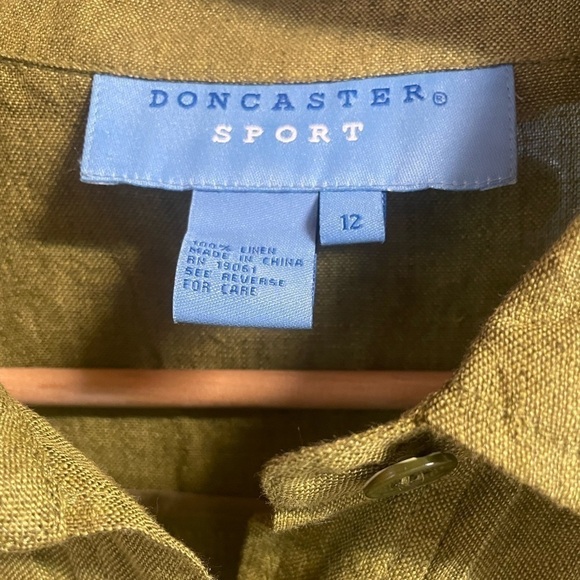 DONCASTER®
SPORT
12
100% LINEN
MADE IN CHINA
RN 19061
SEE REVERSE
FOR CARE